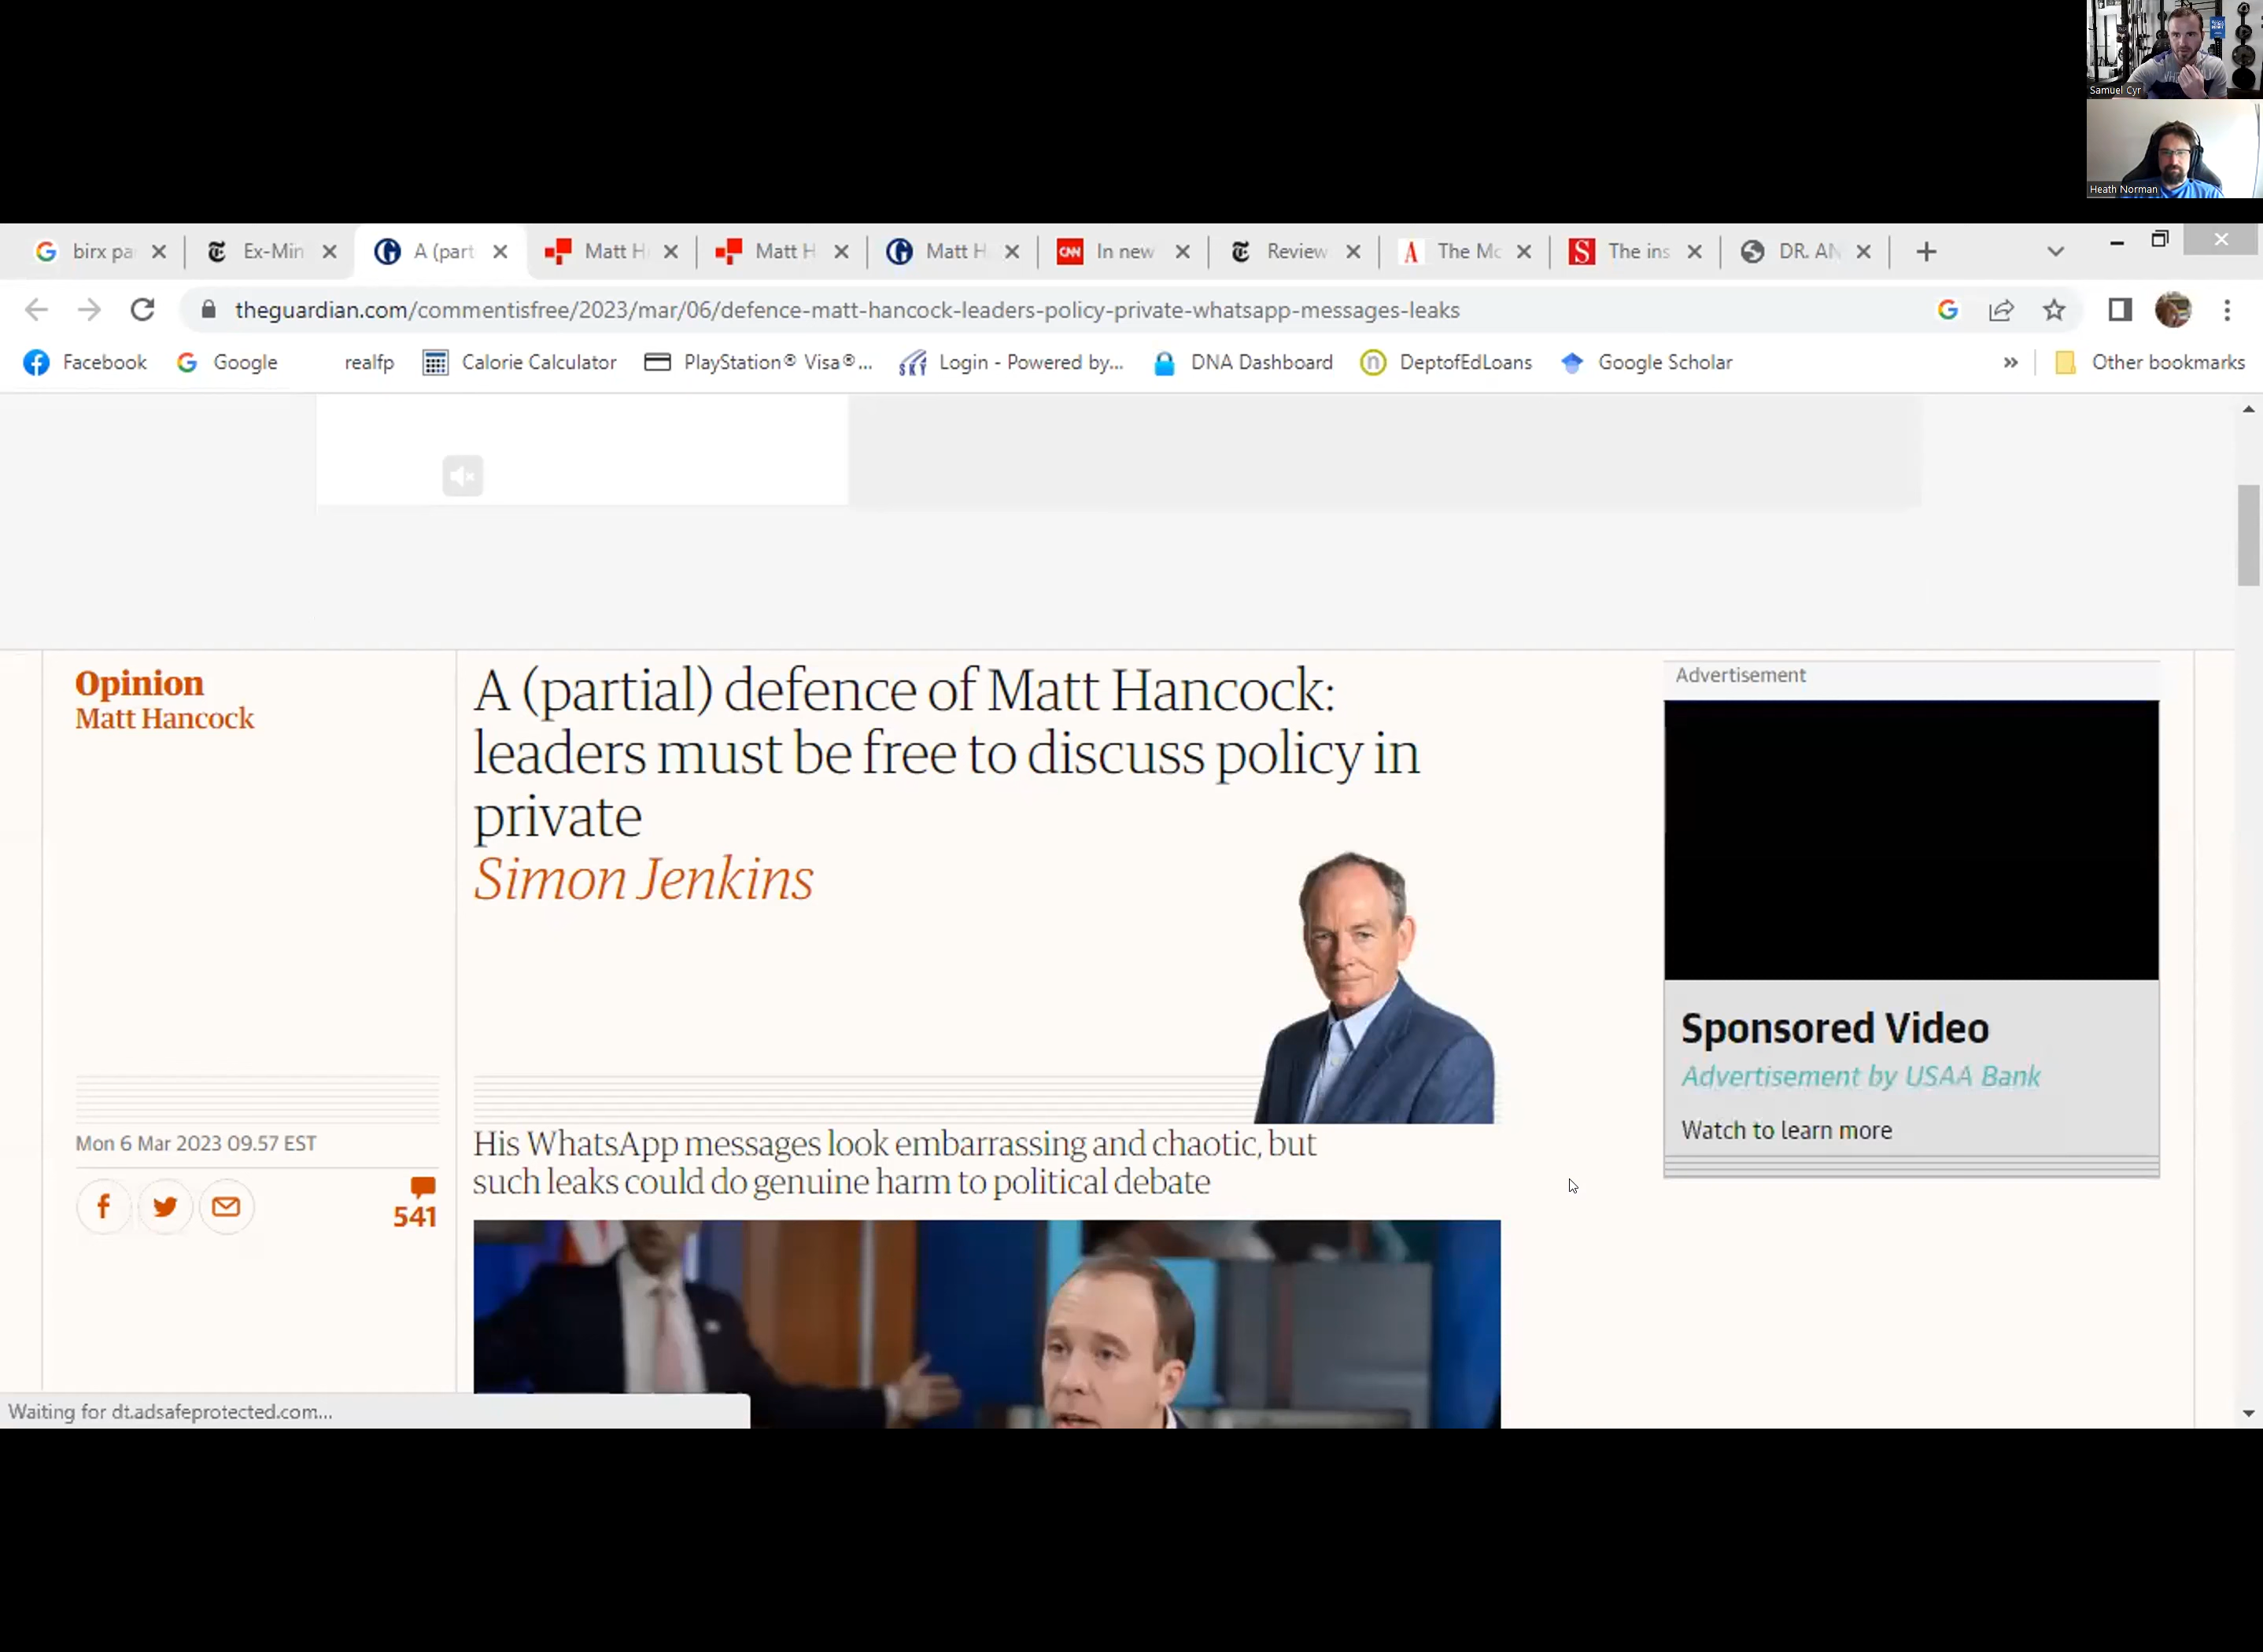 Samuel Cyr
Heath Norman
birx pa
Ex-Min
A (part
Matt H
Matt H
Matt H
CNN
In new
Review
The Mc
The ins
DR. AN
theguardian.com/commentisfree/2023/mar/06/defence-matt-hancock-leaders-policy-private-whatsapp-messages-leaks
Facebook
Google
realfp
Calorie Calculator
PlayStation® Visa®...
Login - Powered by...
DNA Dashboard
DeptofEdLoans
Google Scholar
»
Other bookmarks
Opinion
Matt Hancock
A (partial) defence of Matt Hancock:
leaders must be free to discuss policy in
private
Simon Jenkins
Mon 6 Mar 2023 09.57 EST
541
His WhatsApp messages look embarrassing and chaotic, but
such leaks could do genuine harm to political debate
Advertisement
Sponsored Video
Advertisement by USAA Bank
Watch to learn more
Waiting for dt.adsafeprotected.com...